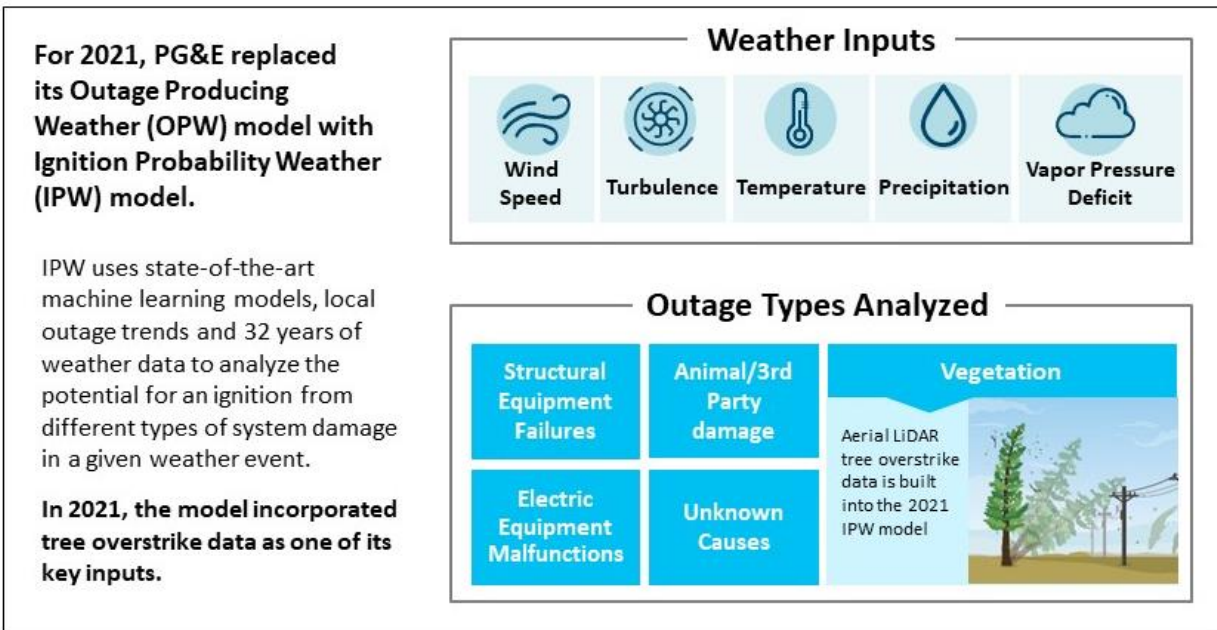 For 2021, PG&E replaced
its Outage Producing
Weather (OPW) model with
Ignition Probability Weather
(IPW) model.
IPW uses state-of-the-art
machine learning models, local
outage trends and 32 years of
weather data to analyze the
potential for an ignition from
different types of system damage
in a given weather event.
In 2021, the model incorporated
tree overstrike data as one of its
key inputs.
Weather Inputs
Wind
Speed
Turbulence
Temperature
Precipitation
Vapor Pressure
Deficit
Outage Types Analyzed
Structural
Equipment
Failures
Animal/3rd
Party
damage
Electric
Equipment
Malfunctions
Unknown
Causes
Vegetation
Aerial LiDAR
tree overstrike
data is built
into the 2021
IPW model